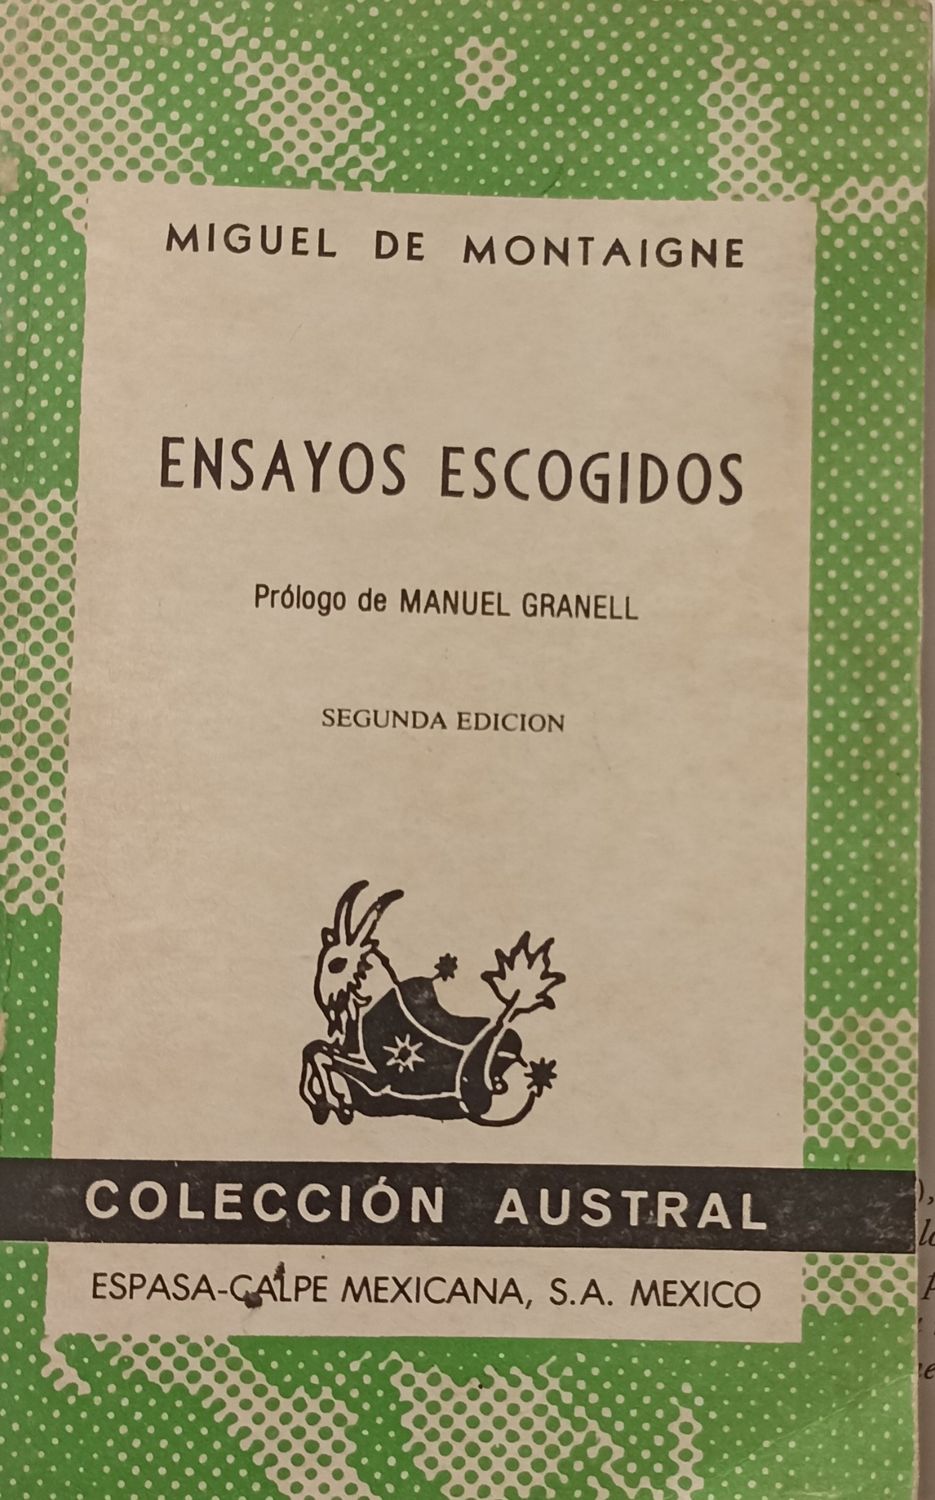 MIGUEL DE MONTAIGNE
ENSAYOS ESCOGIDOS
Prólogo de MANUEL GRANELL
SEGUNDA EDICION
COLECCIÓN AUSTRAL
ESPASA-CALPE MEXICANA, S.A. MEXICO